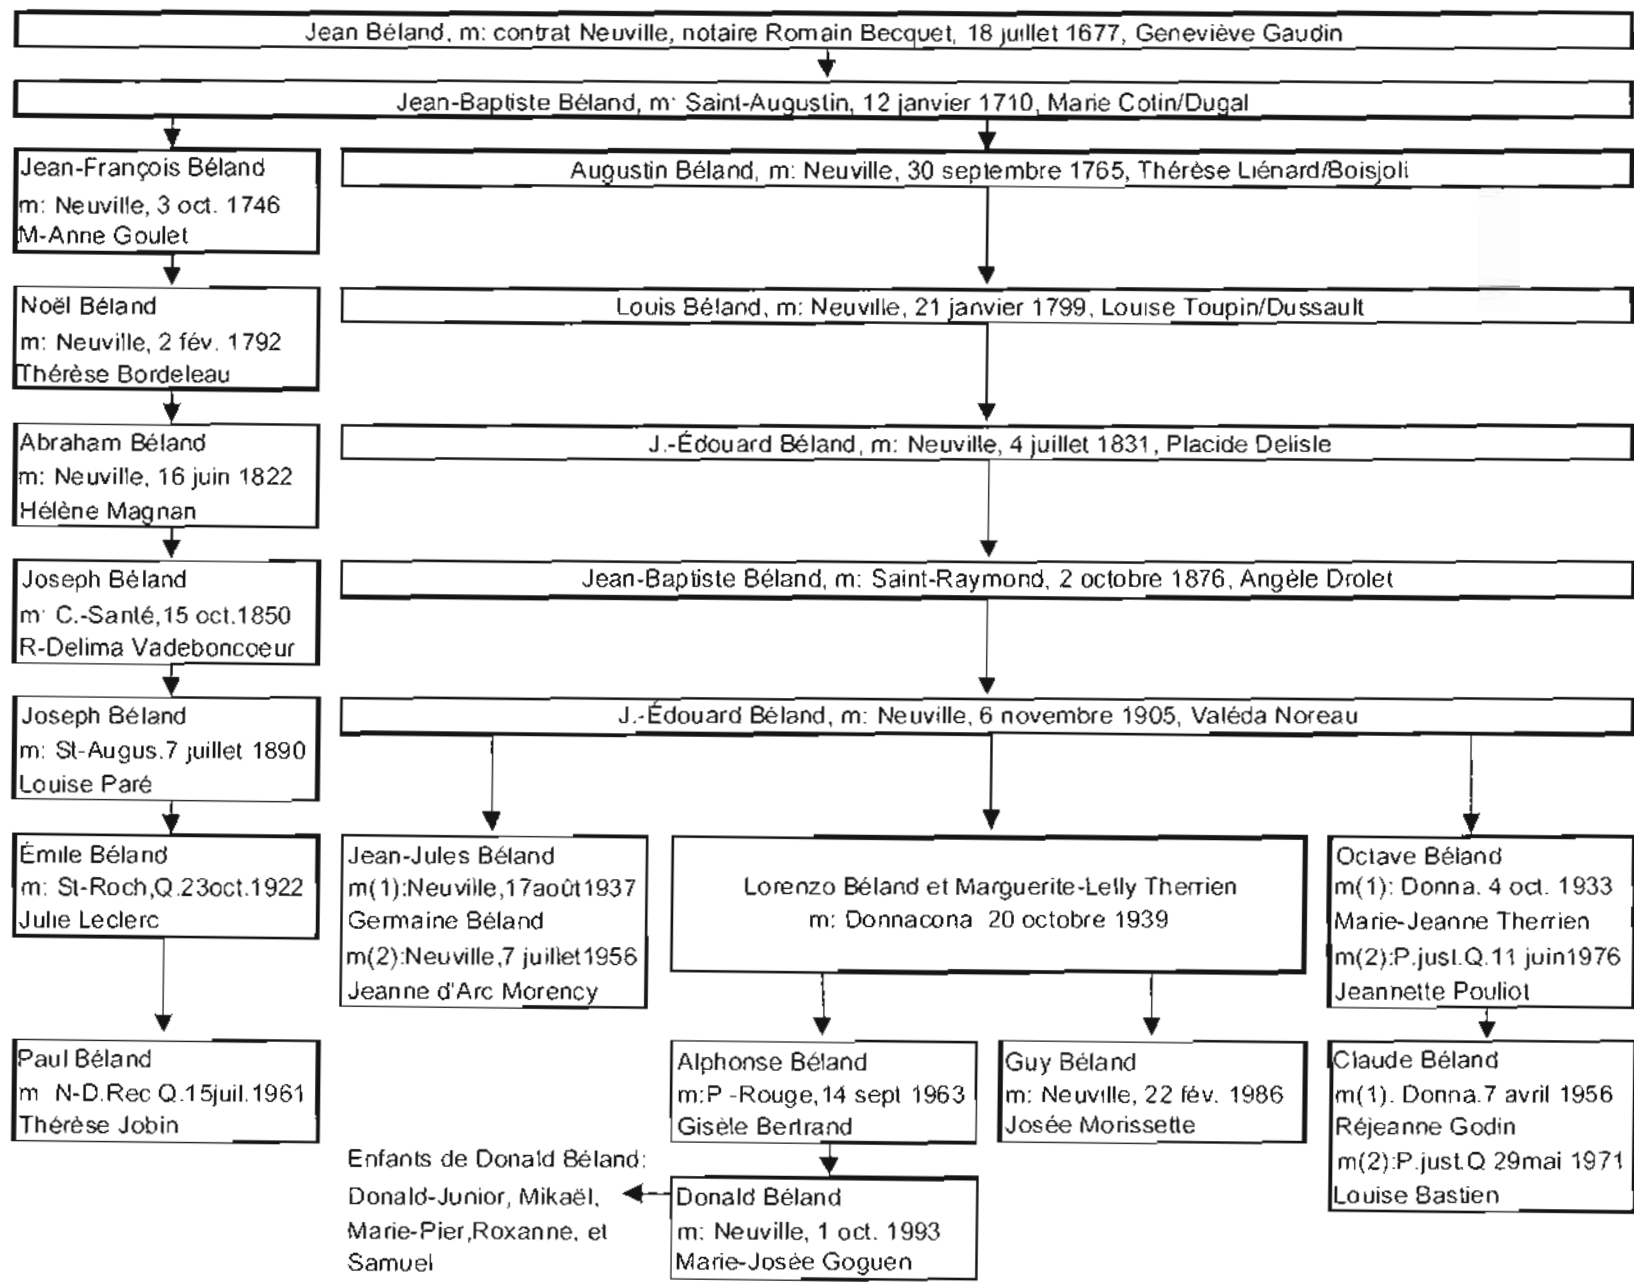 Jean Béland, m: contrat Neuville, notaire Romain Becquet, 18 juillet 1677, Geneviève Gaudin
Jean-Baptiste Béland, m: Saint-Augustin, 12 janvier 1710, Marie Cotin/Dugal
Jean-François Béland
m: Neuville, 3 oct. 1746
M-Anne Goulet
Augustin Béland, m: Neuville, 30 septembre 1765, Thérèse Liénard/Boisjoli
Noël Béland
m: Neuville, 2 fév. 1792
Thérèse Bordeleau
Louis Béland, m: Neuville, 21 janvier 1799, Louise Toupin/Dussault
Abraham Béland
m: Neuville, 16 juin 1822
Hélène Magnan
J.-Édouard Béland, m: Neuville, 4 juillet 1831, Placide Delisle
Joseph Béland
m: C.-Santé,15 oct.1850
R-Delima Vadeboncoeur
Jean-Baptiste Béland, m: Saint-Raymond, 2 octobre 1876, Angèle Drolet
Joseph Béland
m: St-Augus.7 juillet 1890
Louise Paré
J.-Édouard Béland, m: Neuville, 6 novembre 1905, Valéda Noreau
Émile Béland
m: St-Roch,Q.23oct.1922
Julie Leclerc
Jean-Jules Béland
m(1):Neuville,17août1937
Germaine Béland
m(2):Neuville,7 juillet1956
Jeanne d'Arc Morency
Lorenzo Béland et Marguerite-Lelly Therrien
m: Donnacona 20 octobre 1939
Octave Béland
m(1): Donna. 4 oct. 1933
Marie-Jeanne Therrien
m(2):P.just.Q.11 juin1976
Jeannette Pouliot
Paul Béland
m N-D.Rec Q.15juil.1961
Thérèse Jobin
Alphonse Béland
m:P -Rouge,14 sept 1963
Gisèle Bertrand
Guy Béland
m: Neuville, 22 fév. 1986
Josée Morissette
Claude Béland
m(1). Donna.7 avril 1956
Réjeanne Godin
m(2):P.just.Q 29mai 1971
Louise Bastien
Enfants de Donald Béland:
Donald-Junior, Mikaël,
Marie-Pier,Roxanne, et
Samuel
Donald Béland
m: Neuville, 1 oct. 1993
Marie-Josée Goguen